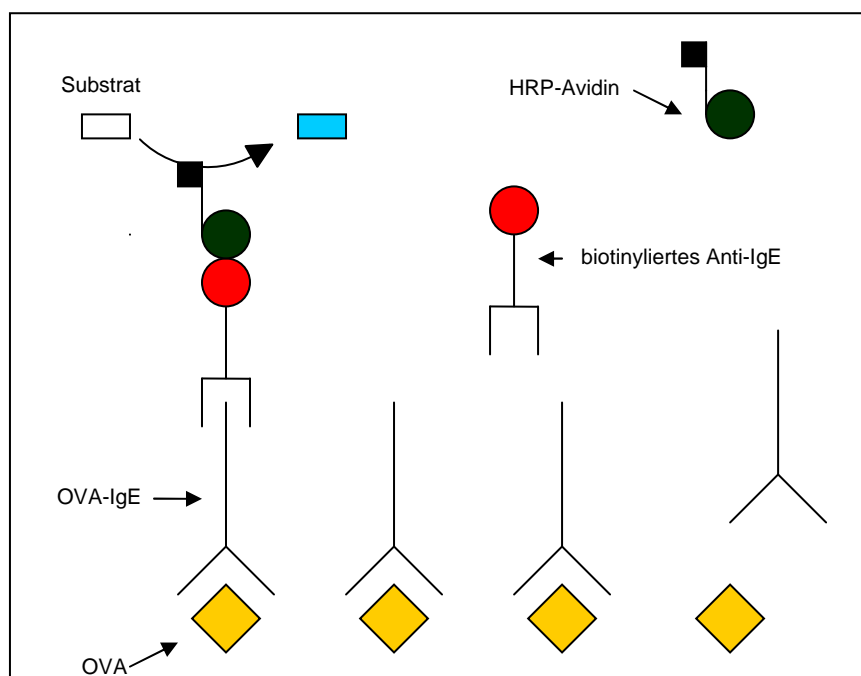 Substrat
HRP-Avidin
biotinyliertes Anti-IgE
OVA-IgE
OVA